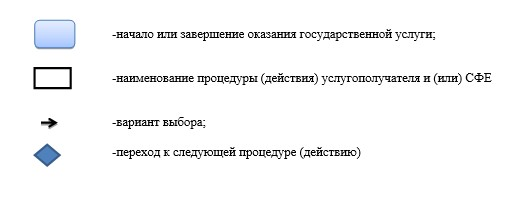 -начало или завершение оказания государственной услуги;
-наименование процедуры (действия) услугополучателя и (или) СФЕ
-вариант выбора;
-переход к следующей процедуре (действию)